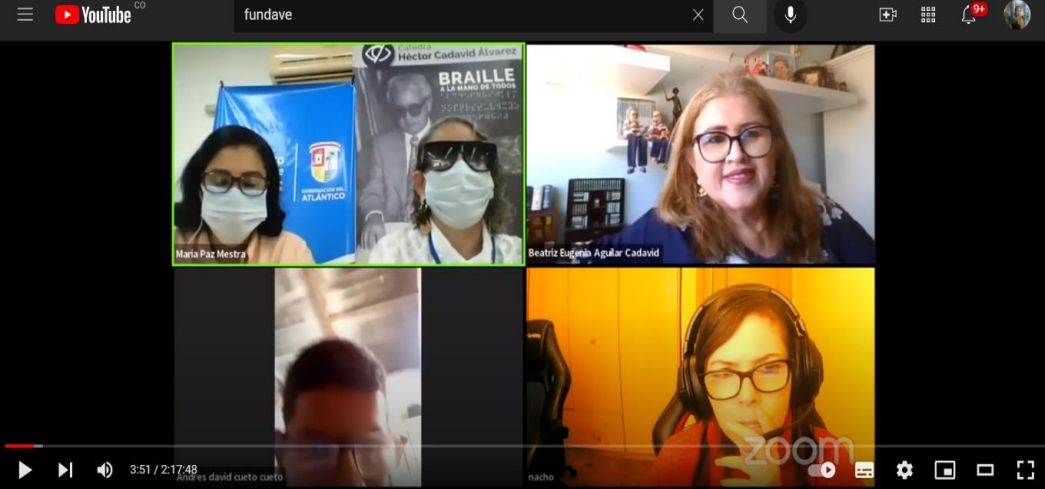 YouTube CO
fundave
9+
Cátedra
Héctor Cadavid Álvarez
BRAILLE
A LA MANO DE TODOS
GOBERNACIÓN DEL
ATLÁNTICO
Maria Paz Mestra
Beatriz Eugenia Aguilar Cadavid
zoom
3:51 / 2:17:48
Andres david cueto cueto
nacho